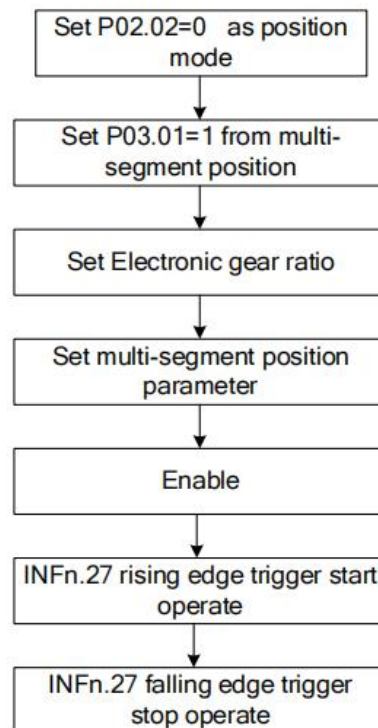 Set P02.02=0 as position
mode
Set P03.01=1 from multi-
segment position
Set Electronic gear ratio
Set multi-segment position
parameter
Enable
INFn.27 rising edge trigger start
operate
INFn.27 falling edge trigger
stop operate